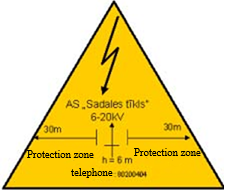 AS „Sadales tīkls"
6-20kV
30m 30m
Protection zone Protection zone
h = 6 m
telephone : 80200404